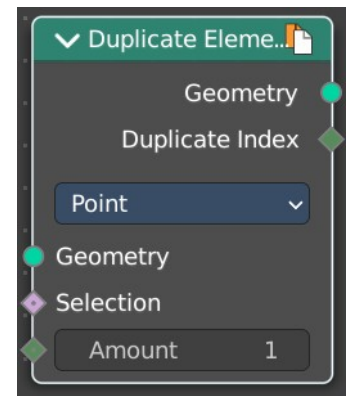 Duplicate Eleme...
Geometry
Duplicate Index
Point
Geometry
Selection
Amount 1